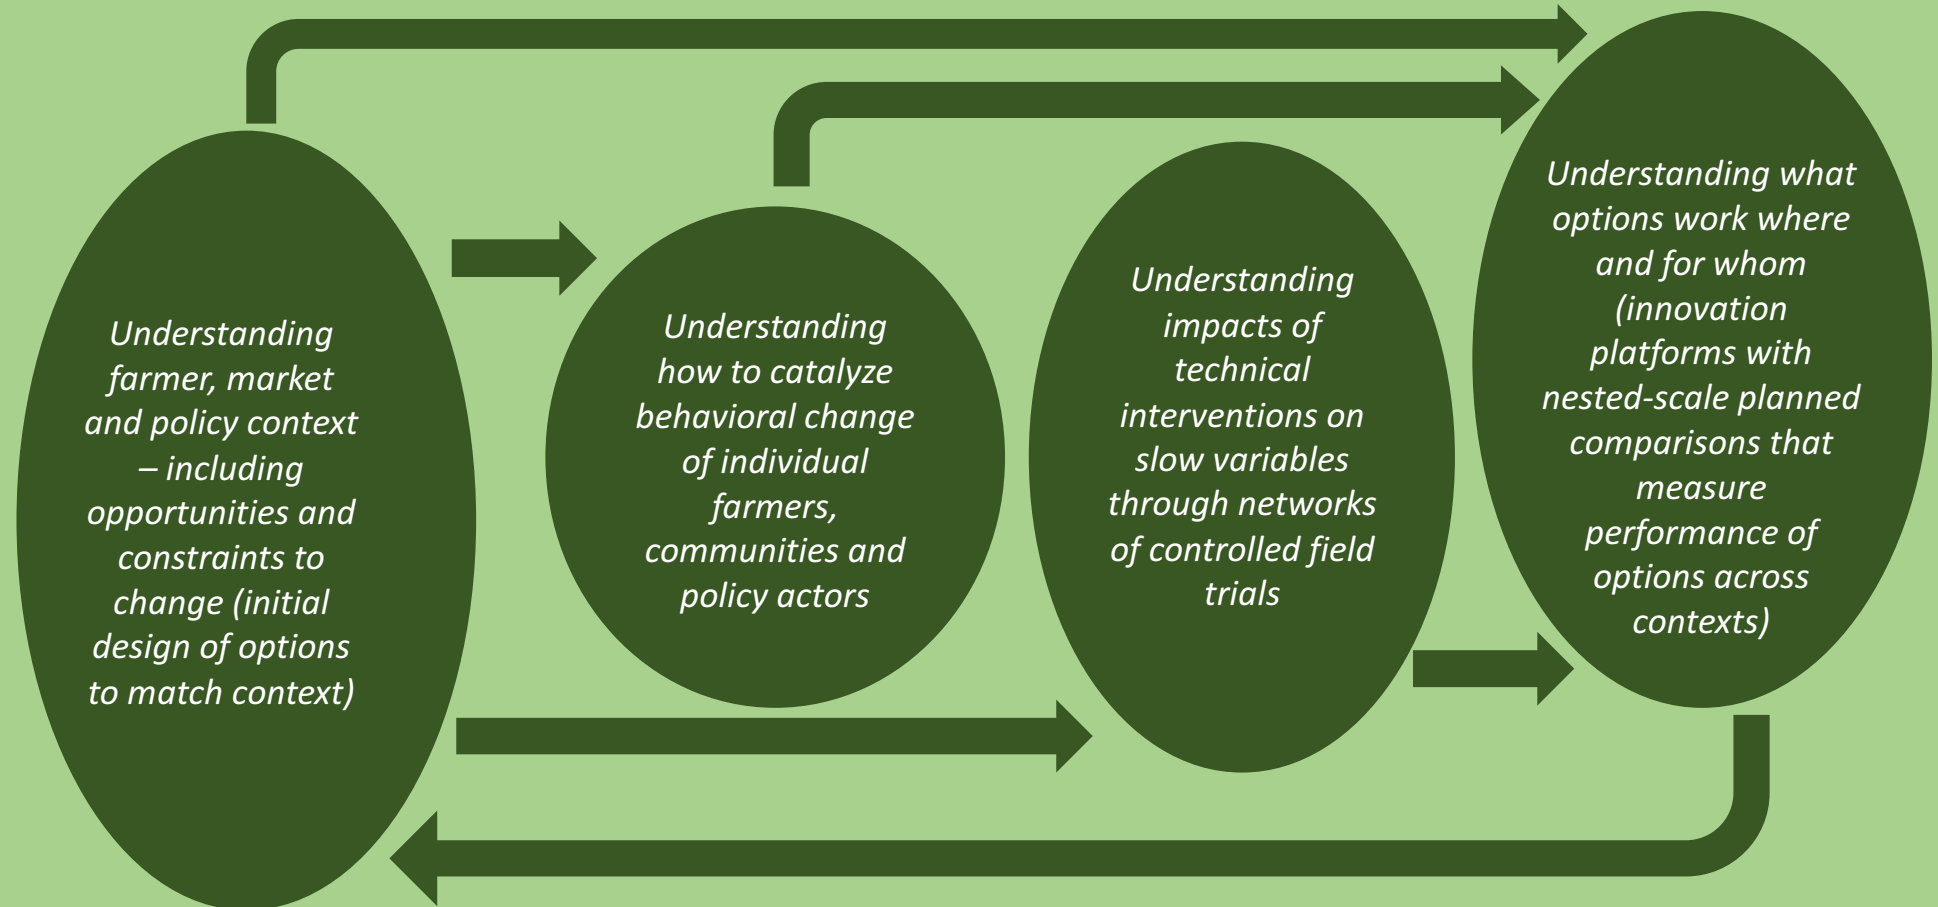 Understanding
farmer, market
and policy context
– including
opportunities and
constraints to
change (initial
design of options
to match context)
Understanding
how to catalyze
behavioral change
of individual
farmers,
communities and
policy actors
Understanding
impacts of
technical
interventions on
slow variables
through networks
of controlled field
trials
Understanding what
options work where
and for whom
(innovation
platforms with
nested-scale planned
comparisons that
measure
performance of
options across
contexts)